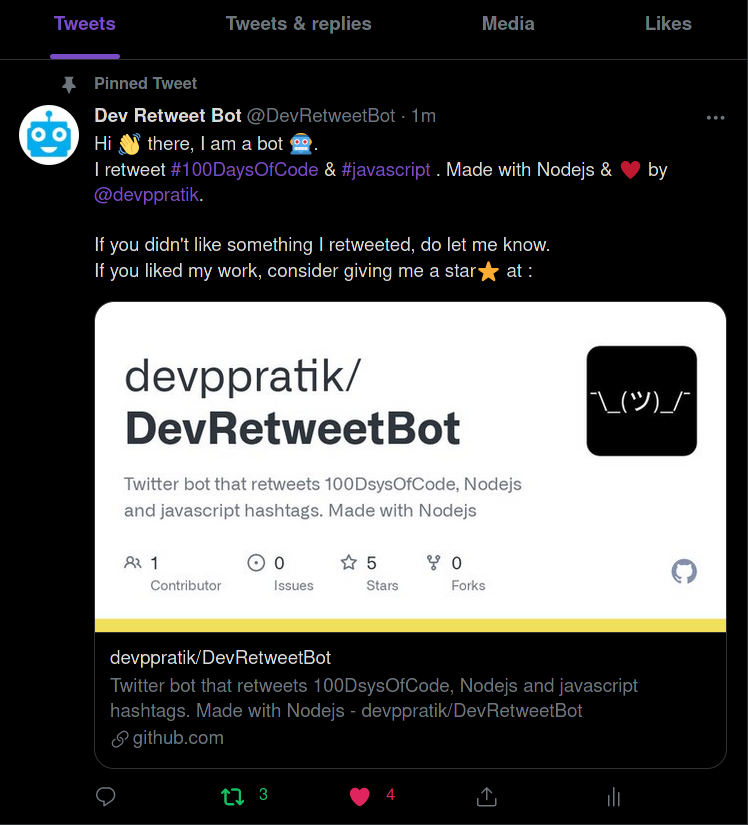 Tweets Tweets & replies Media Likes
Pinned Tweet
Dev Retweet Bot @DevRetweetBot · 1m
Hi 👋 there, I am a bot 🤖.
I retweet #100DaysOfCode & #javascript . Made with Nodejs & ❤️ by
@devppratik.
If you didn't like something I retweeted, do let me know.
If you liked my work, consider giving me a star⭐ at :
devppratik/
DevRetweetBot
¯\_(ツ)_/¯
Twitter bot that retweets 100DsysOfCode, Nodejs
and javascript hashtags. Made with Nodejs
1 0 5 0
Contributor Issues Stars Forks
devppratik/DevRetweetBot
Twitter bot that retweets 100DsysOfCode, Nodejs and javascript
hashtags. Made with Nodejs - devppratik/DevRetweetBot
github.com
3 4